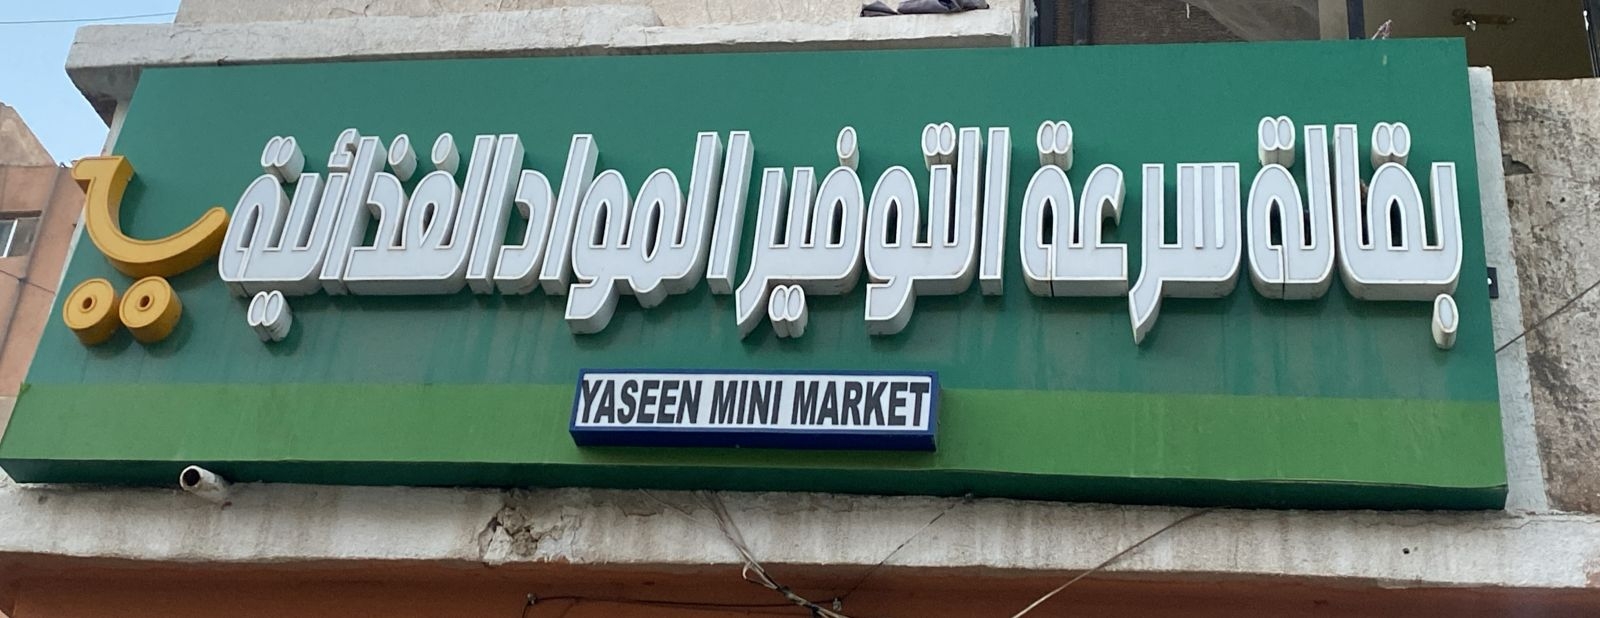 بقالة سرعة التوفير المواد الغذائية
YASEEN MINI MARKET